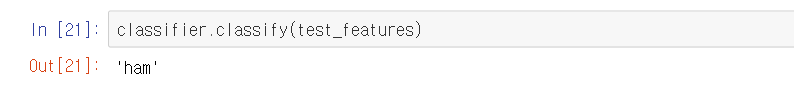 In [21]: classifier.classify(test_features)
Out[21]: 'ham'